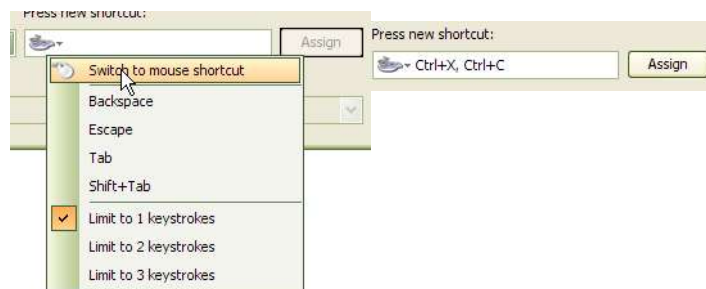 Press new shortcut:
Assign
Switch to mouse shortcut
Backspace
Escape
Tab
Shift+Tab
Limit to 1 keystrokes
Limit to 2 keystrokes
Limit to 3 keystrokes
Press new shortcut:
Ctrl+X, Ctrl+C
Assign